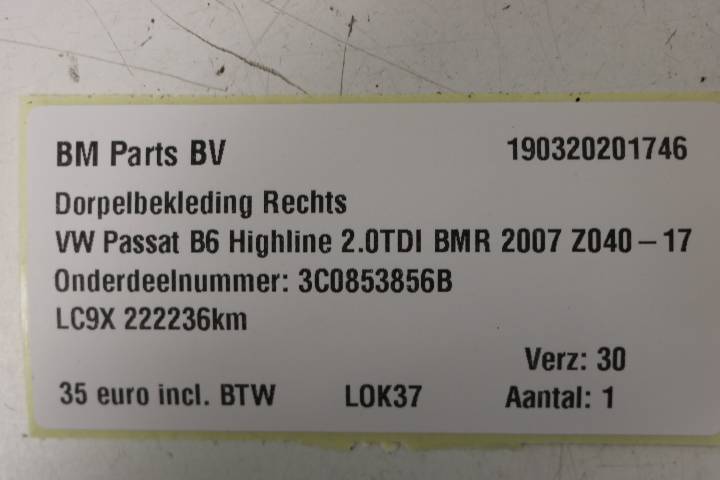 BM Parts BV 190320201746
Dorpelbekleding Rechts
VW Passat B6 Highline 2.0TDI BMR 2007 Z040-17
Onderdeelnummer: 3C0853856B
LC9X 222236km
Verz: 30
35 euro incl. BTW LOK37 Aantal: 1